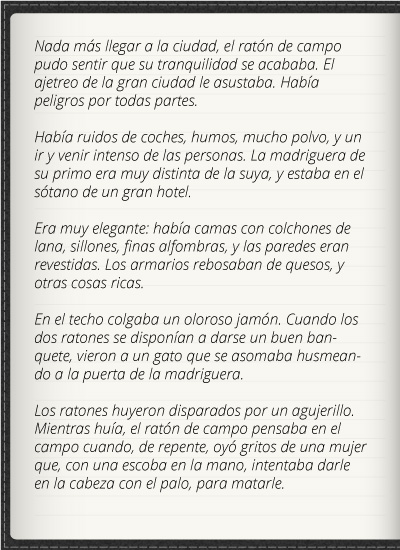 Nada más llegar a la ciudad, el ratón de campo
pudo sentir que su tranquilidad se acababa. El
ajetreo de la gran ciudad le asustaba. Había
peligros por todas partes.
Había ruidos de coches, humos, mucho polvo, y un
ir y venir intenso de las personas. La madriguera de
su primo era muy distinta de la suya, y estaba en el
sótano de un gran hotel.
Era muy elegante: había camas con colchones de
lana, sillones, finas alfombras, y las paredes eran
revestidas. Los armarios rebosaban de quesos, y
otras cosas ricas.
En el techo colgaba un oloroso jamón. Cuando los
dos ratones se disponían a darse un buen ban-
quete, vieron a un gato que se asomaba husmean-
do a la puerta de la madriguera.
Los ratones huyeron disparados por un agujerillo.
Mientras huía, el ratón de campo pensaba en el
campo cuando, de repente, oyó gritos de una mujer
que, con una escoba en la mano, intentaba darle
en la cabeza con el palo, para matarle.